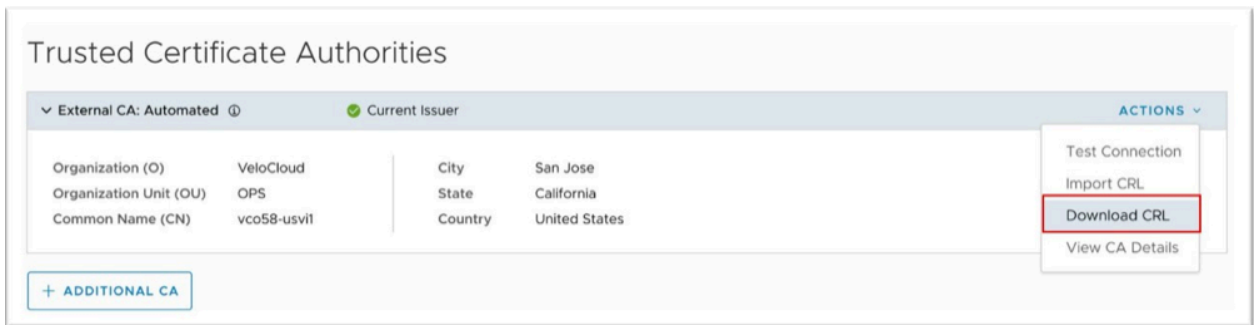 Trusted Certificate Authorities
External CA: Automated Current Issuer ACTIONS
Organization (O) VeloCloud City San Jose
Organization Unit (OU) OPS State California
Common Name (CN) vco58-usvi1 Country United States
Test Connection
Import CRL
Download CRL
View CA Details
+ ADDITIONAL CA